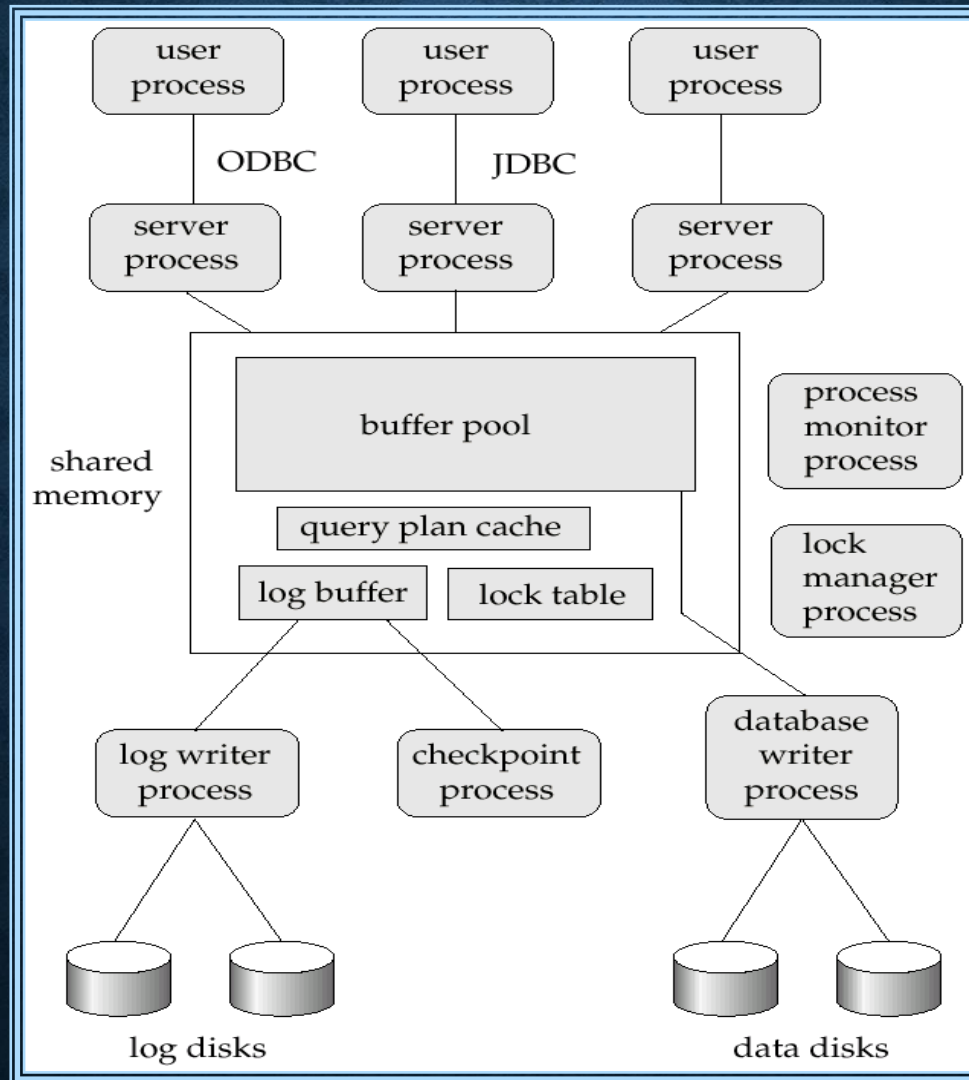 user
process
user
process
user
process
ODBC
JDBC
server
process
server
process
server
process
shared
memory
buffer pool
process
monitor
process
query plan cache
lock
manager
process
log buffer
lock table
log writer
process
checkpoint
process
database
writer
process
log disks
data disks